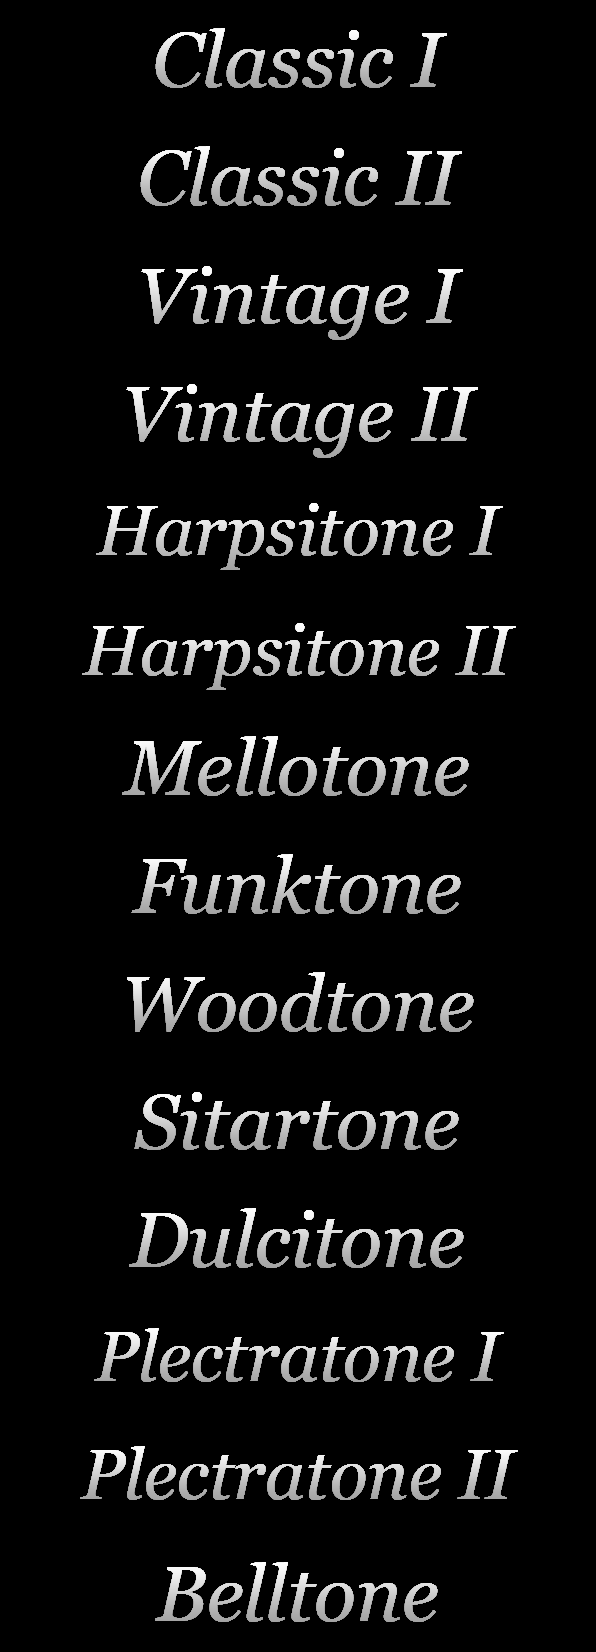 Classic I
Classic II
Vintage I
Vintage II
Harpsitone I
Harpsitone II
Mellotone
Funktone
Woodtone
Sitartone
Dulcitone
Plectratone I
Plectratone II
Belltone